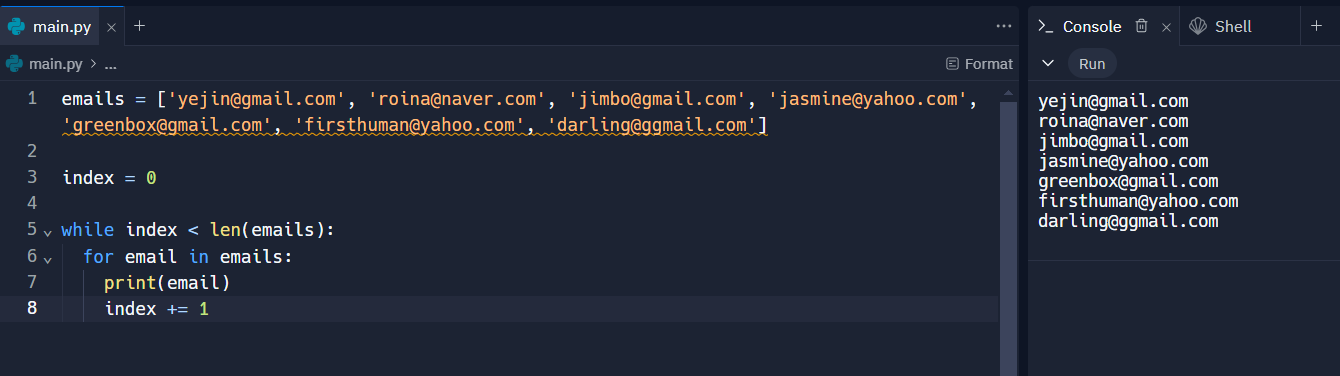 main.py × +
...
main.py > ...
Format
1 emails = ['yejin@gmail.com', 'roina@naver.com', 'jimbo@gmail.com', 'jasmine@yahoo.com',
'greenbox@gmail.com', 'firsthuman@yahoo.com', 'darling@ggmail.com']
2
3 index = 0
4
5 while index < len(emails):
6 for email in emails:
7 print(email)
8 index += 1
>_ Console × Shell +
Run
yejin@gmail.com
roina@naver.com
jimbo@gmail.com
jasmine@yahoo.com
greenbox@gmail.com
firsthuman@yahoo.com
darling@ggmail.com